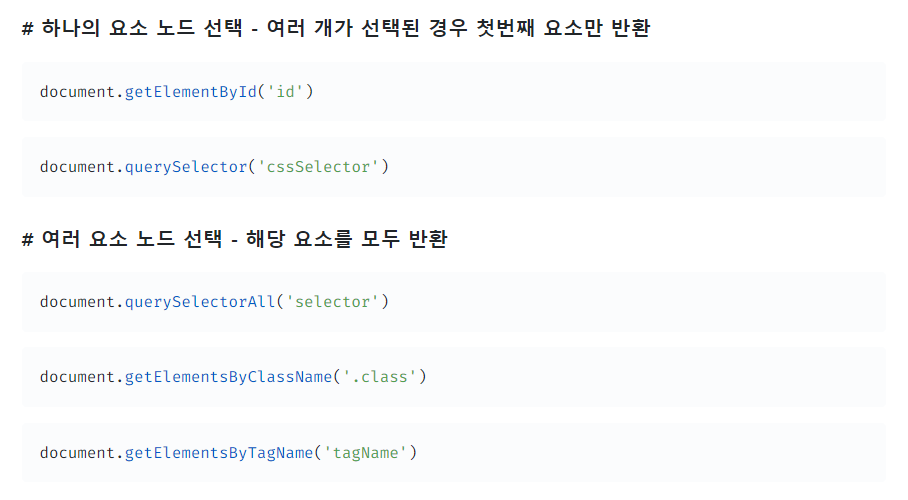 # 하나의 요소 노드 선택 - 여러 개가 선택된 경우 첫번째 요소만 반환
document.getElementById('id')
document.querySelector('cssSelector')
# 여러 요소 노드 선택 - 해당 요소를 모두 반환
document.querySelectorAll('selector')
document.getElementsByClassName('.class')
document.getElementsByTagName('tagName')